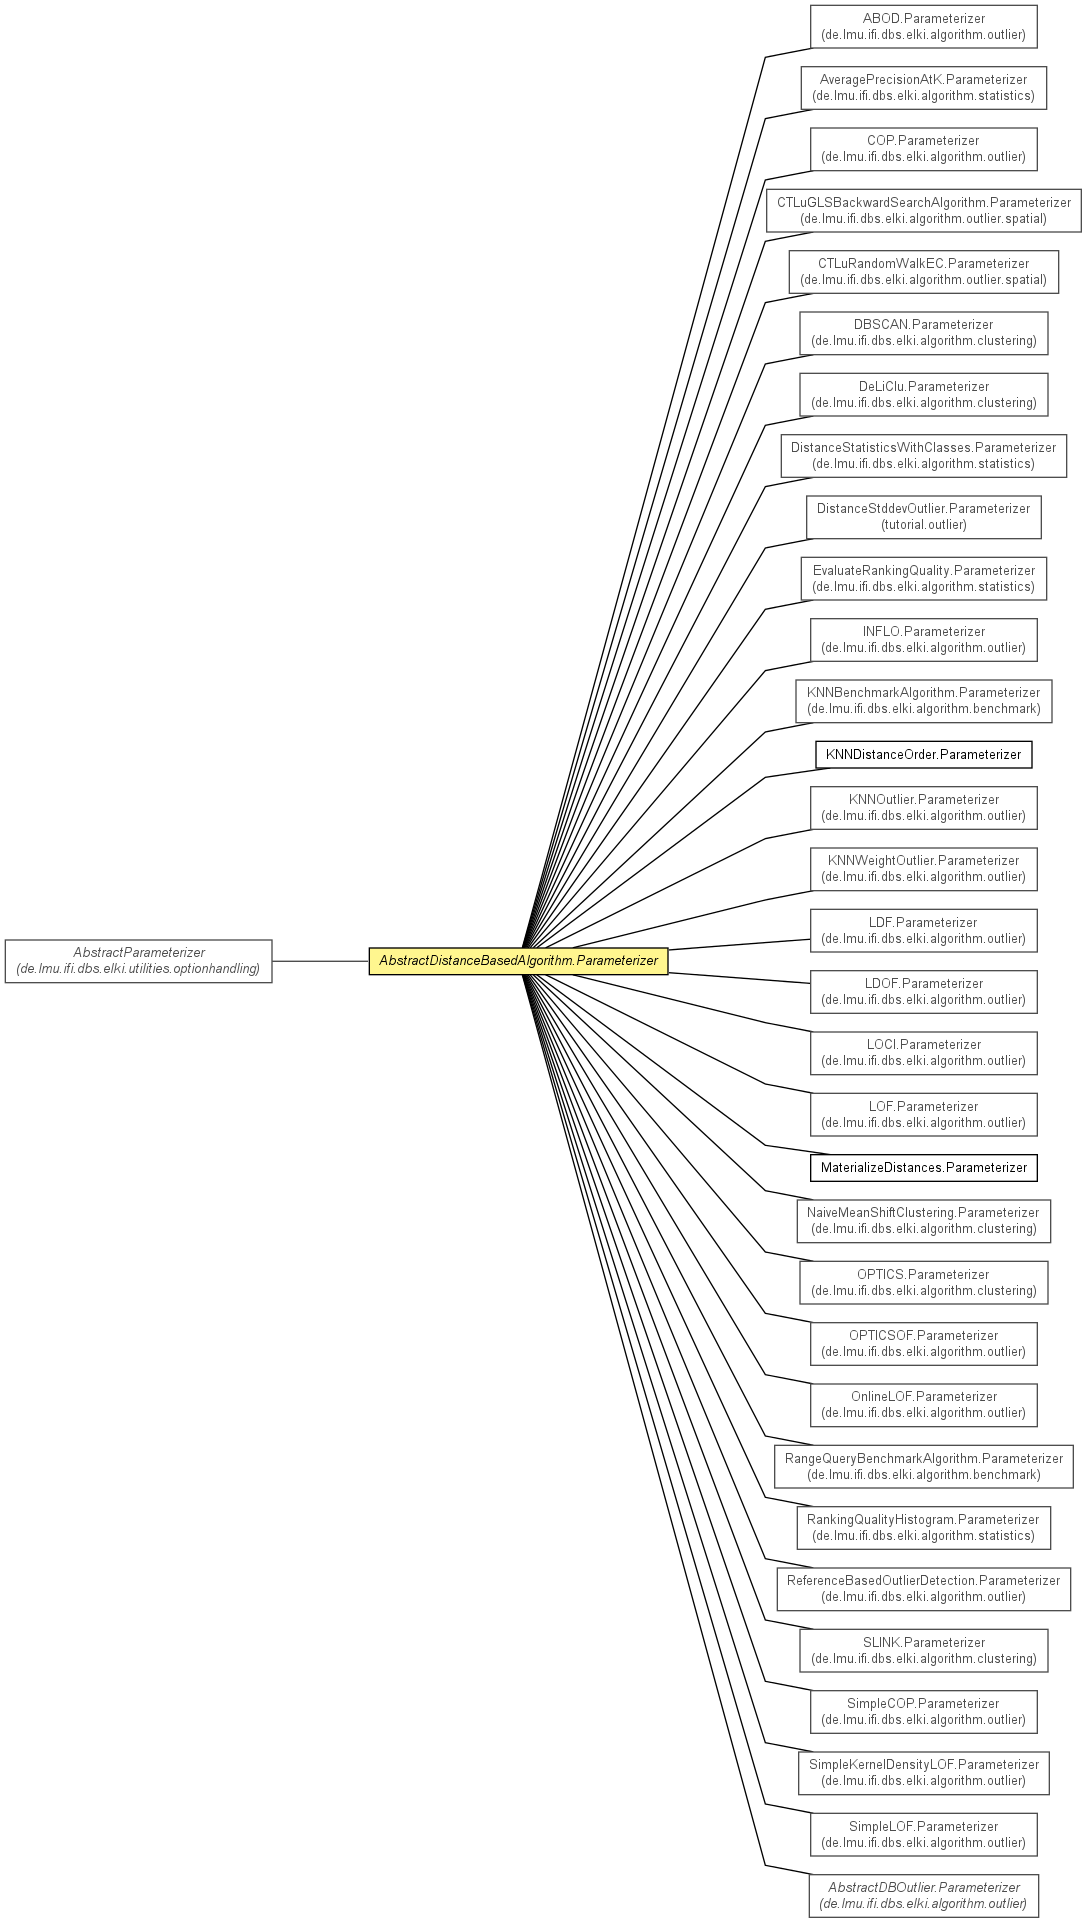 ABOD.Parameterizer
(de.lmu.ifi.dbs.elki.algorithm.outlier)
AveragePrecisionAtK.Parameterizer
(de.lmu.ifi.dbs.elki.algorithm.statistics)
COP.Parameterizer
(de.lmu.ifi.dbs.elki.algorithm.outlier)
CTLuGLSBackwardSearchAlgorithm.Parameterizer
(de.lmu.ifi.dbs.elki.algorithm.outlier.spatial)
CTLuRandomWalkEC.Parameterizer
(de.lmu.ifi.dbs.elki.algorithm.outlier.spatial)
DBSCAN.Parameterizer
(de.lmu.ifi.dbs.elki.algorithm.clustering)
DeLiClu.Parameterizer
(de.lmu.ifi.dbs.elki.algorithm.clustering)
DistanceStatisticsWithClasses.Parameterizer
(de.lmu.ifi.dbs.elki.algorithm.statistics)
DistanceStddevOutlier.Parameterizer
(tutorial.outlier)
EvaluateRankingQuality.Parameterizer
(de.lmu.ifi.dbs.elki.algorithm.statistics)
INFLO.Parameterizer
(de.lmu.ifi.dbs.elki.algorithm.outlier)
KNNBenchmarkAlgorithm.Parameterizer
(de.lmu.ifi.dbs.elki.algorithm.benchmark)
KNNDistanceOrder.Parameterizer
KNNOutlier.Parameterizer
(de.lmu.ifi.dbs.elki.algorithm.outlier)
KNNWeightOutlier.Parameterizer
(de.lmu.ifi.dbs.elki.algorithm.outlier)
LDF.Parameterizer
(de.lmu.ifi.dbs.elki.algorithm.outlier)
AbstractParameterizer
(de.lmu.ifi.dbs.elki.utilities.optionhandling)
AbstractDistanceBasedAlgorithm.Parameterizer
LDOF.Parameterizer
(de.lmu.ifi.dbs.elki.algorithm.outlier)
LOCI.Parameterizer
(de.lmu.ifi.dbs.elki.algorithm.outlier)
LOF.Parameterizer
(de.lmu.ifi.dbs.elki.algorithm.outlier)
MaterializeDistances.Parameterizer
NaiveMeanShiftClustering.Parameterizer
(de.lmu.ifi.dbs.elki.algorithm.clustering)
OPTICS.Parameterizer
(de.lmu.ifi.dbs.elki.algorithm.clustering)
OPTICSOF.Parameterizer
(de.lmu.ifi.dbs.elki.algorithm.outlier)
OnlineLOF.Parameterizer
(de.lmu.ifi.dbs.elki.algorithm.outlier)
RangeQueryBenchmarkAlgorithm.Parameterizer
(de.lmu.ifi.dbs.elki.algorithm.benchmark)
RankingQualityHistogram.Parameterizer
(de.lmu.ifi.dbs.elki.algorithm.statistics)
ReferenceBasedOutlierDetection.Parameterizer
(de.lmu.ifi.dbs.elki.algorithm.outlier)
SLINK.Parameterizer
(de.lmu.ifi.dbs.elki.algorithm.clustering)
SimpleCOP.Parameterizer
(de.lmu.ifi.dbs.elki.algorithm.outlier)
SimpleKernelDensityLOF.Parameterizer
(de.lmu.ifi.dbs.elki.algorithm.outlier)
SimpleLOF.Parameterizer
(de.lmu.ifi.dbs.elki.algorithm.outlier)
AbstractDBOutlier.Parameterizer
(de.lmu.ifi.dbs.elki.algorithm.outlier)